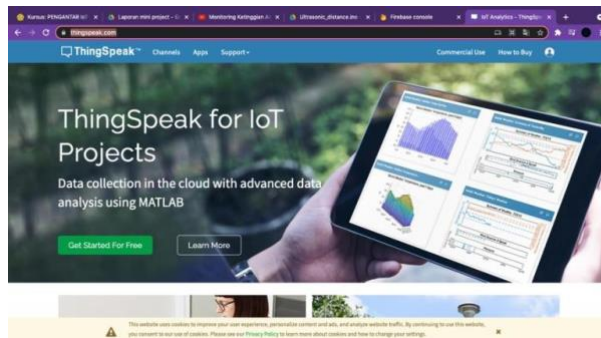 Kursus: PENGANTAR IoT
Laporan mini project -
Monitoring Ketinggian A
Ultrasonic_distance.ino
Firebase console
IoT Analytics - ThingSpe
thingspeak.com
ThingSpeak™ Channels Apps Support Commercial Use How to Buy
ThingSpeak for IoT
Projects
Data collection in the cloud with advanced data
analysis using MATLAB
Get Started For Free Learn More
This website uses cookies to improve your user experience, personalize content and ads, and analyze website traffic. By continuing to use this website,
you consent to our use of cookies. Please see our Privacy Policy to learn more about cookies and how to change your settings.